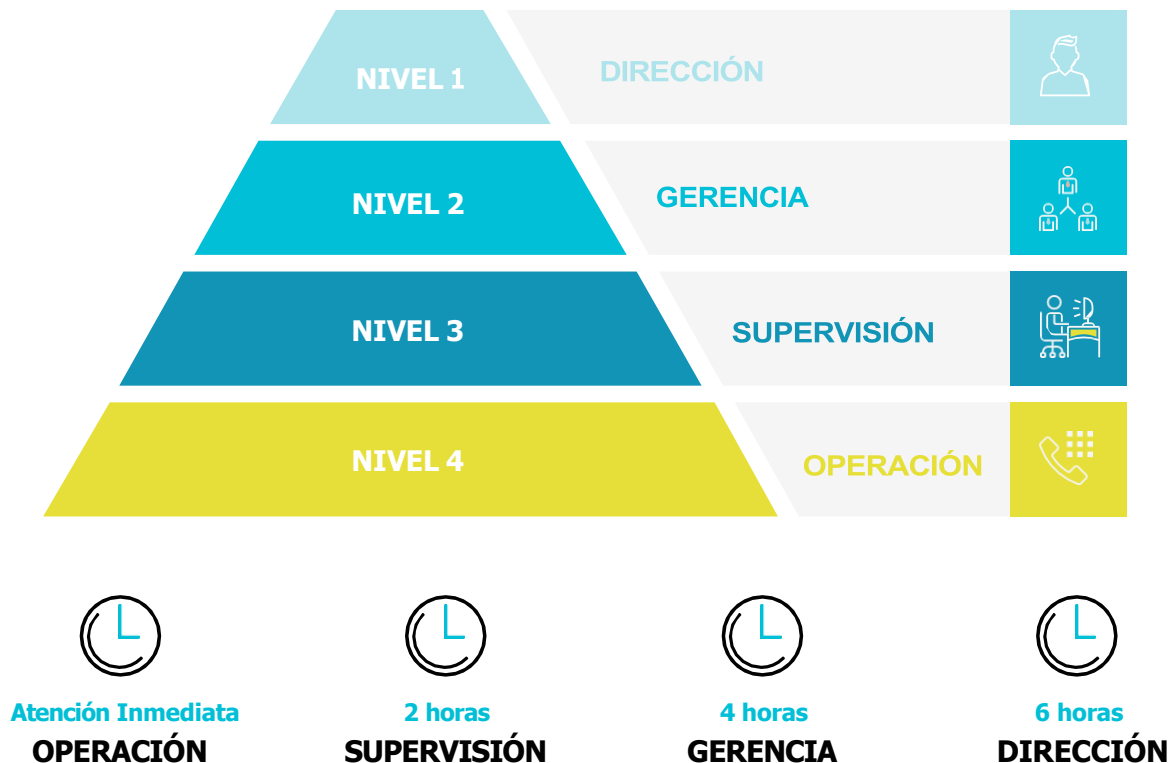 NIVEL 1
DIRECCIÓN
NIVEL 2
GERENCIA
NIVEL 3
SUPERVISIÓN
NIVEL 4
OPERACIÓN
Atención Inmediata
OPERACIÓN
2 horas
SUPERVISIÓN
4 horas
GERENCIA
6 horas
DIRECCIÓN